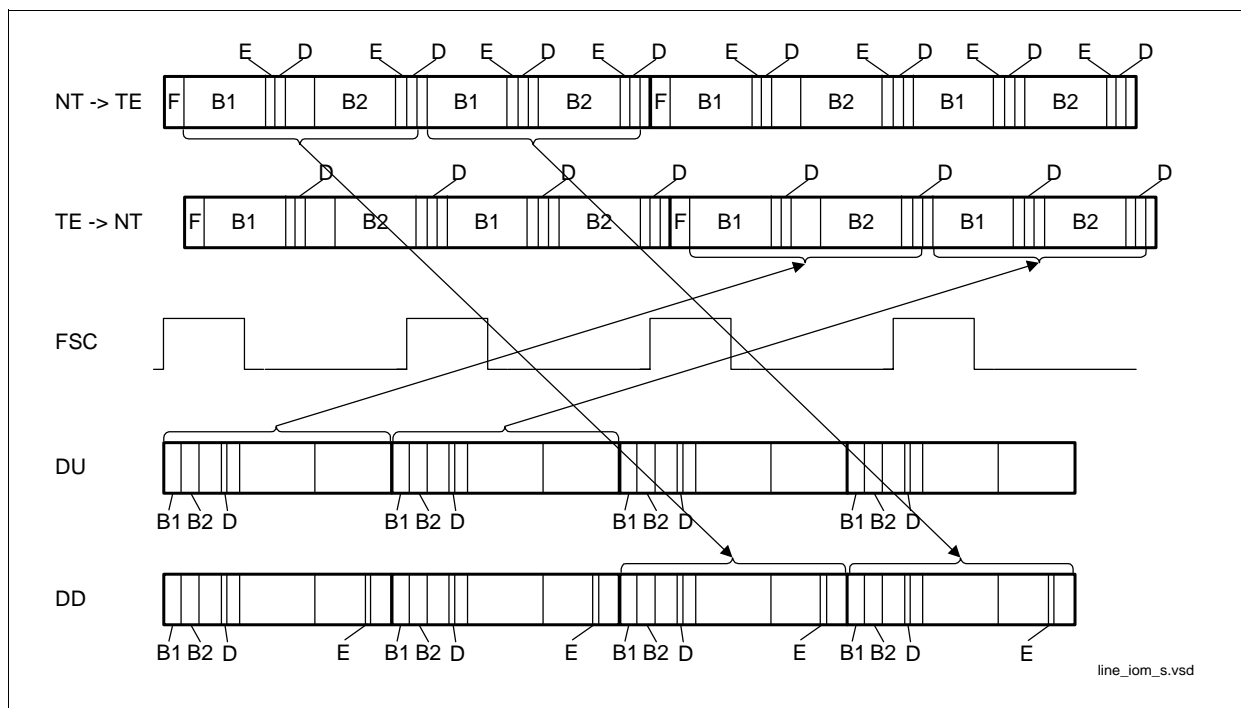 E D E D E D E D E D E D E D E D
NT -> TE F B1 B2 B1 B2 F B1 B2 B1 B2
D D D D D D D D
TE -> NT F B1 B2 B1 B2 F B1 B2 B1 B2
FSC
DU
B1 B2 D B1 B2 D B1 B2 D B1 B2 D
DD
B1 B2 D E B1 B2 D E B1 B2 D E B1 B2 D E
line_iom_s.vsd